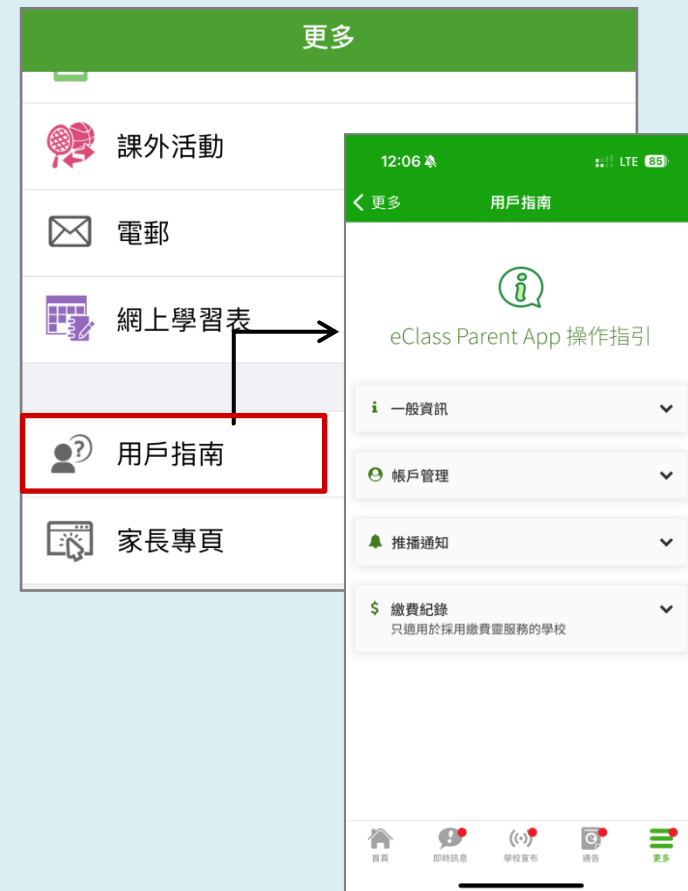 更多
課外活動
電郵
網上學習表
用戶指南
家長專頁
12:06
LTE 85
更多
用戶指南
eClass Parent App 操作指引
一般資訊
帳戶管理
推播通知
繳費紀錄
只適用於採用繳費靈服務的學校
首頁
即時訊息
學校宣布
通告
更多